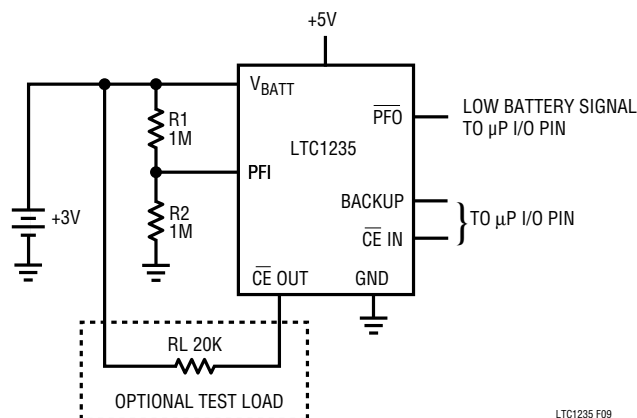 +5V
V_BATT
PFO
LOW BATTERY SIGNAL
TO µP I/O PIN
R1
1M
LTC1235
PFI
BACKUP
TO µP I/O PIN
+3V
R2
1M
CE IN
CE OUT
GND
RL 20K
OPTIONAL TEST LOAD
LTC1235 F09